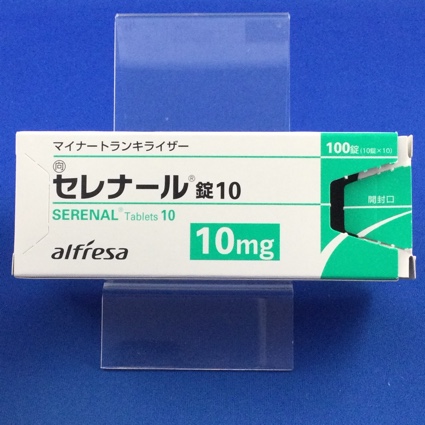 マイナートランキライザー
100錠(10錠×10)
向
セレナール®錠10
SERENAL® Tablets 10
開封口
10mg
alfresa